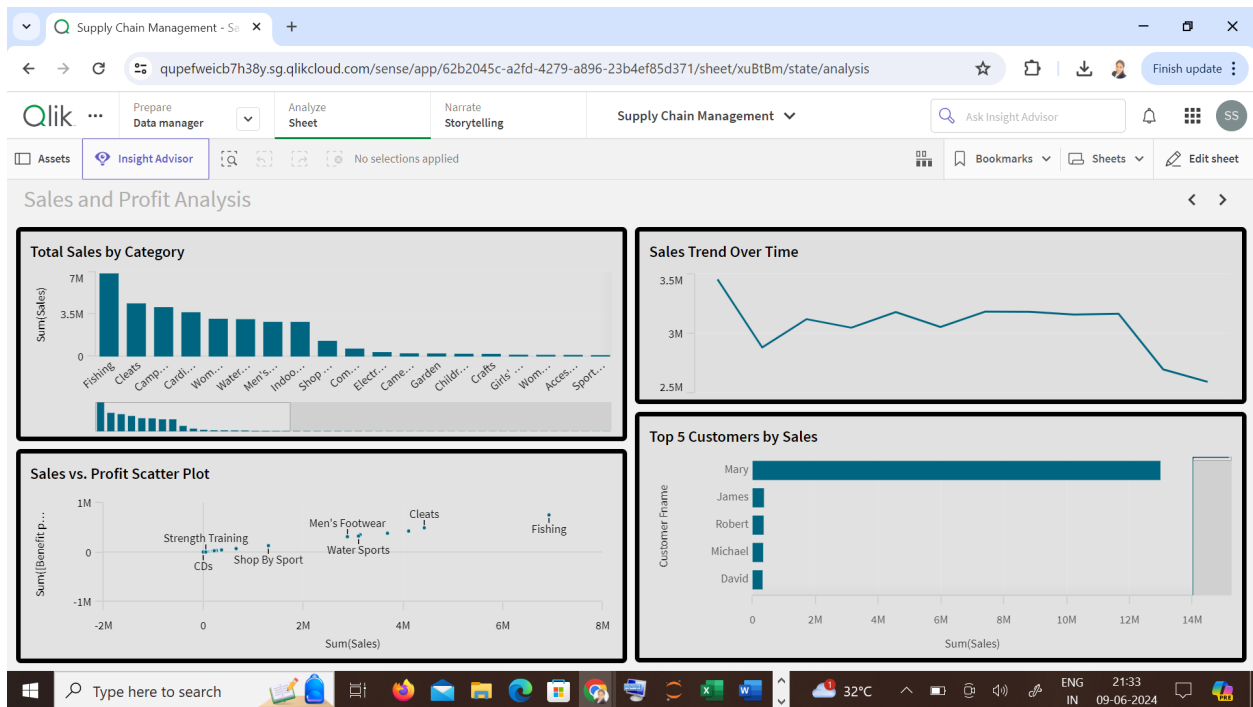 Supply Chain Management - Sa
qupefweicb7h38y.sg.qlikcloud.com/sense/app/62b2045c-a2fd-4279-a896-23b4ef85d371/sheet/xuBtBm/state/analysis
Finish update
Qlik
Prepare
Data manager
Analyze
Sheet
Narrate
Storytelling
Supply Chain Management
Ask Insight Advisor
SS
Assets
Insight Advisor
No selections applied
Bookmarks
Sheets
Edit sheet
Sales and Profit Analysis
Total Sales by Category
Sum(Sales)
7M
3.5M
0
Fishing
Cleats
Camp...
Cardi...
Wom...
Water...
Men's...
Indoo...
Shop ...
Com...
Electr...
Came...
Garden
Childr...
Crafts
Girls' ...
Wom...
Acces...
Sport...
Sales Trend Over Time
3.5M
3M
2.5M
Sales vs. Profit Scatter Plot
Sum([Benefit p...
1M
0
-1M
Strength Training
CDs
Shop By Sport
Men's Footwear
Water Sports
Cleats
Fishing
-2M 0 2M 4M 6M 8M
Sum(Sales)
Top 5 Customers by Sales
Customer Fname
Mary
James
Robert
Michael
David
0 2M 4M 6M 8M 10M 12M 14M
Sum(Sales)
Type here to search
1
32°C
ENG
IN
21:33
09-06-2024
PRE